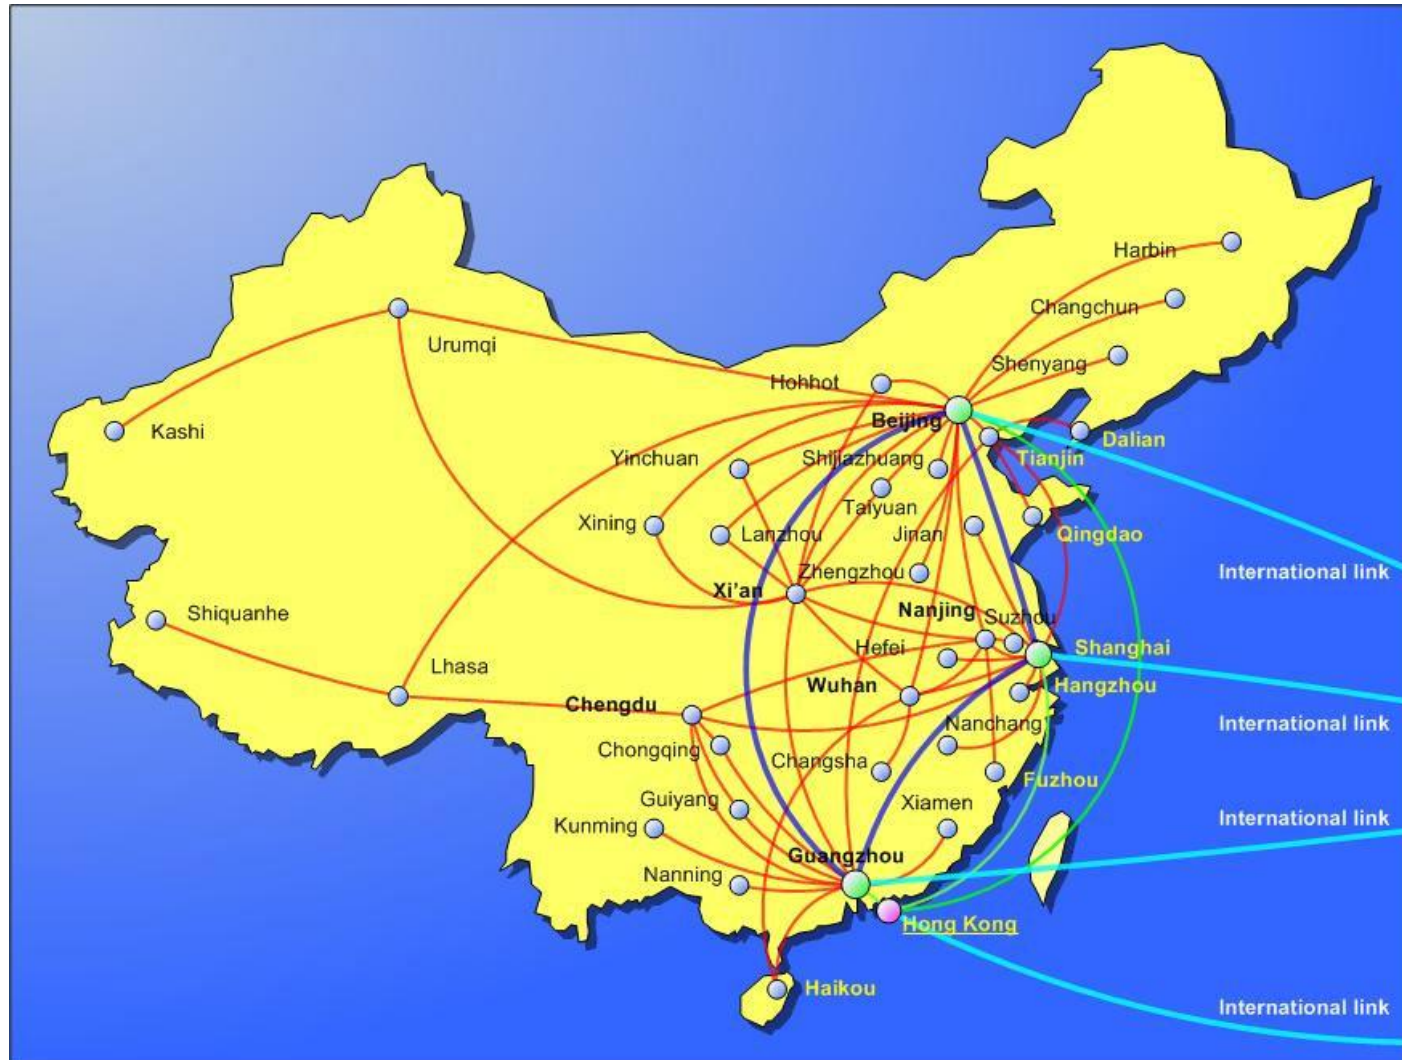 Harbin
Changchun
Urumqi
Shenyang
Hohhot
Beijing
Kashi
Dalian
Tianjin
Yinchuan
Shijiazhuang
Taiyuan
Xining
Lanzhou
Jinan
Qingdao
Zhengzhou
International link
Xi'an
Shiquanhe
Nanjing
Suzhou
Hefei
Shanghai
Lhasa
Wuhan
Hangzhou
Chengdu
Nanchang
International link
Chongqing
Changsha
Fuzhou
Guiyang
Xiamen
International link
Kunming
Guangzhou
Nanning
Hong Kong
Haikou
International link